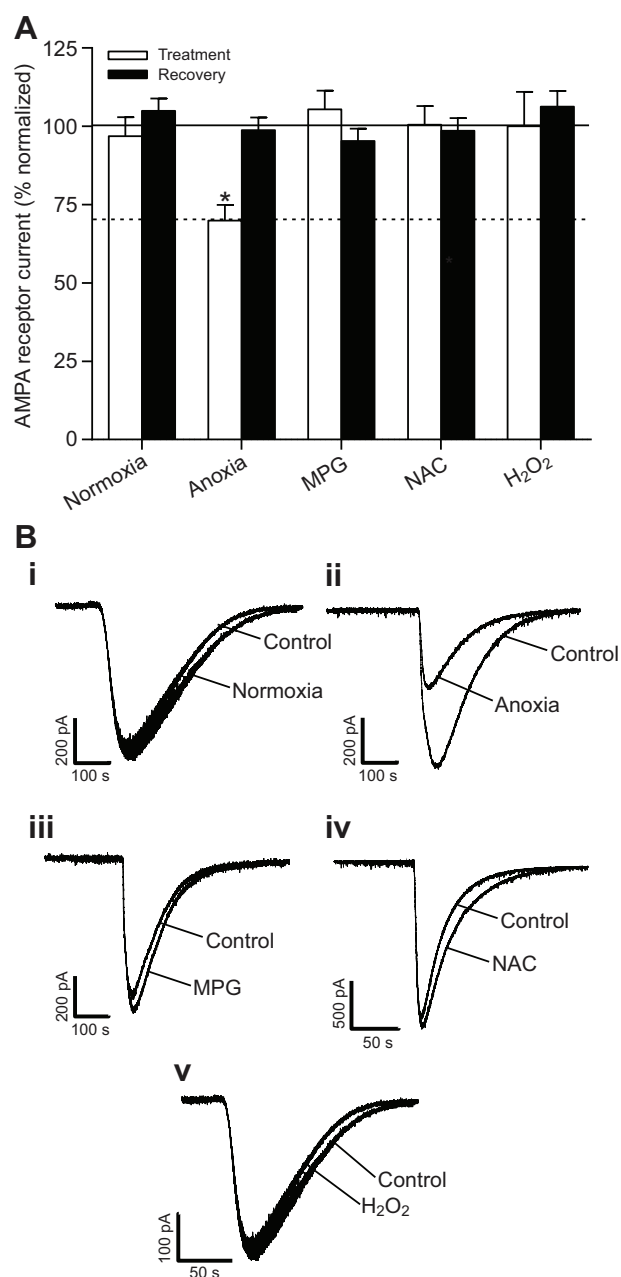 A
AMPA receptor current (% normalized)
125
100
75
50
25
0
Treatment
Recovery
*
*
Normoxia
Anoxia
MPG
NAC
H₂O₂
B
i
Control
Normoxia
200 pA
100 s
ii
Control
Anoxia
200 pA
100 s
iii
Control
MPG
200 pA
100 s
iv
Control
NAC
500 pA
50 s
v
Control
H₂O₂
100 pA
50 s